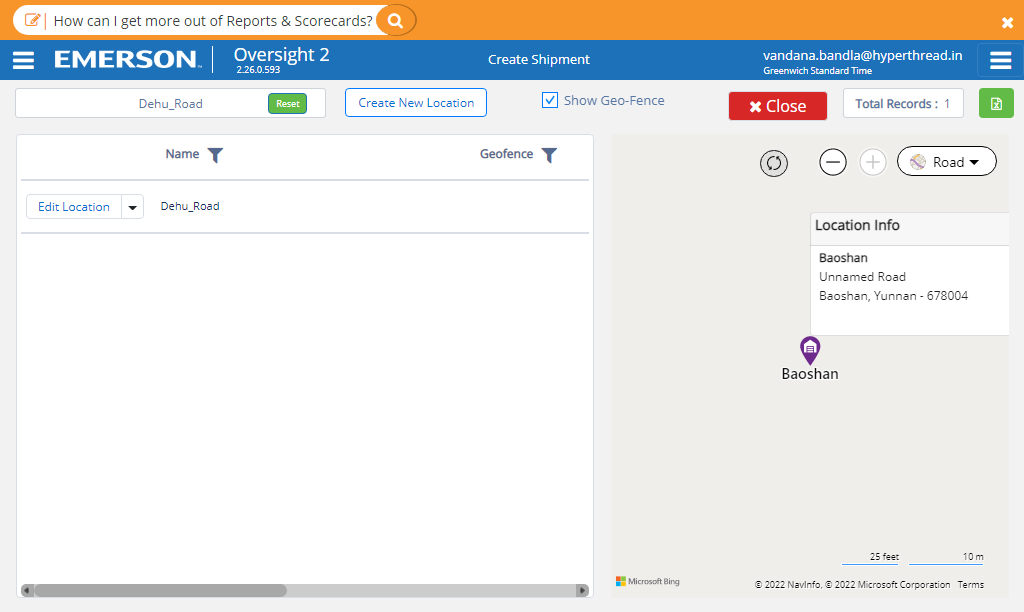 How can I get more out of Reports & Scorecards?
EMERSON™
Oversight 2
2.26.0.593
Create Shipment
vandana.bandla@hyperthread.in
Greenwich Standard Time
Dehu_Road
Reset
Create New Location
Show Geo-Fence
Close
Total Records : 1
Name
Geofence
Edit Location
Dehu_Road
Road
Location Info
Baoshan
Unnamed Road
Baoshan, Yunnan - 678004
Baoshan
25 feet
10 m
Microsoft Bing
© 2022 NavInfo, © 2022 Microsoft Corporation Terms